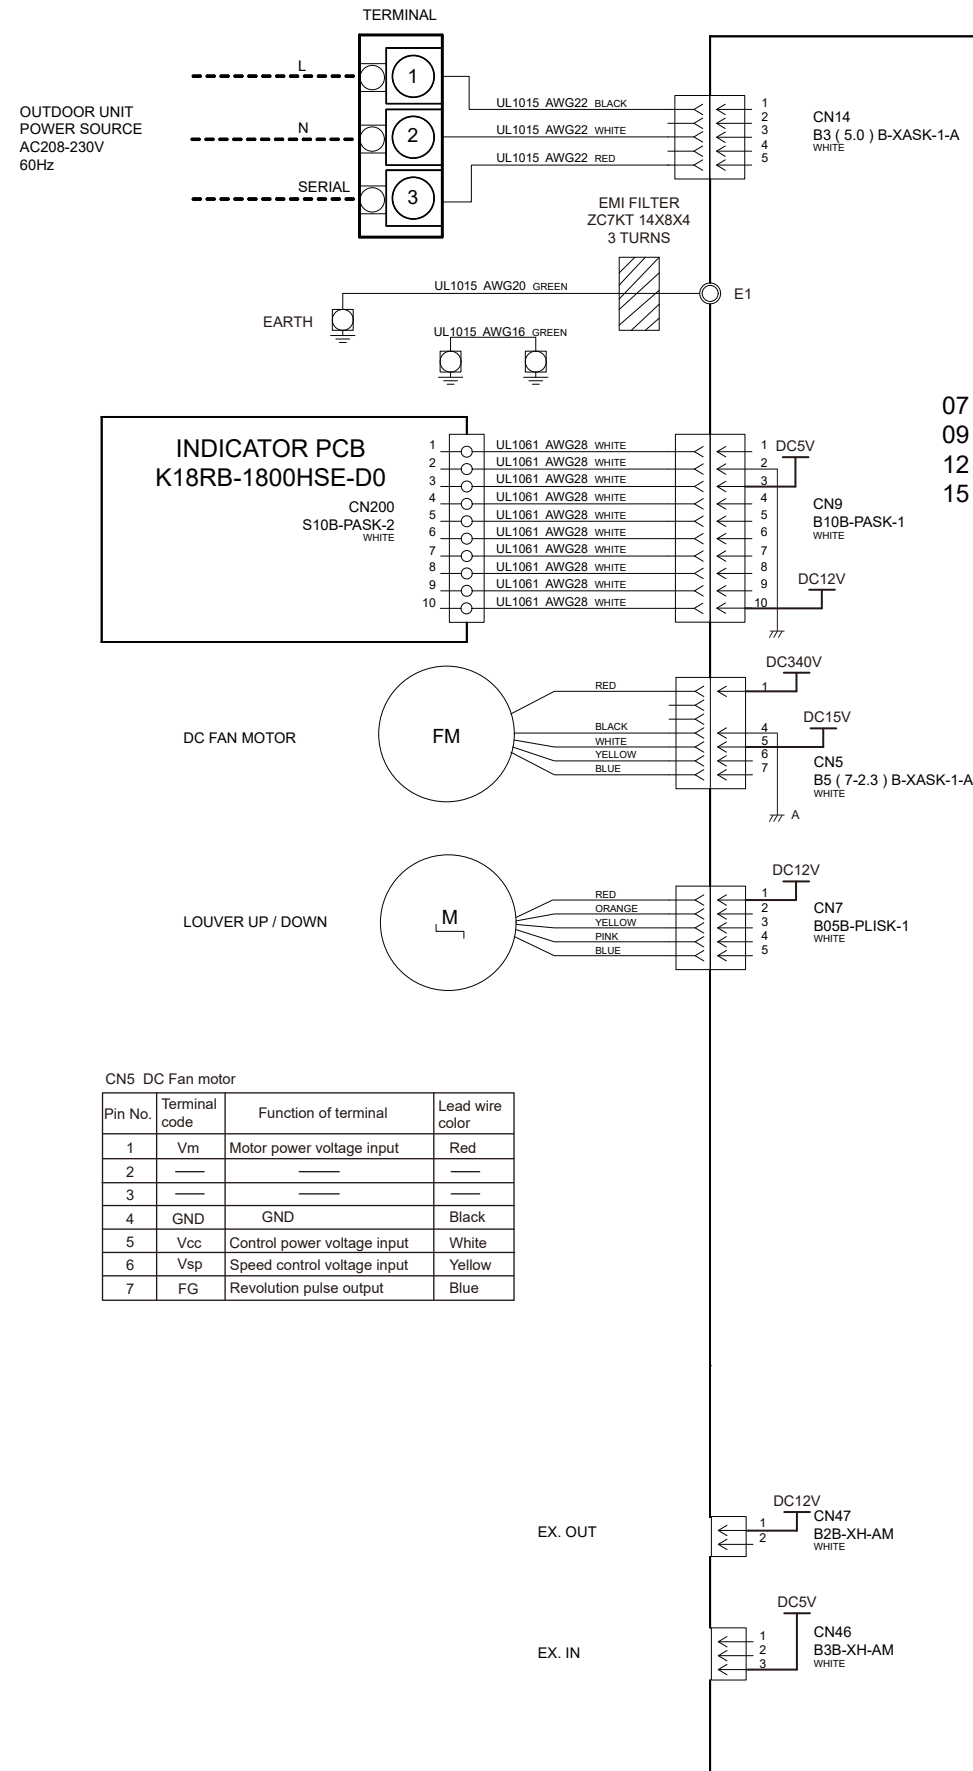 TERMINAL
L
1
OUTDOOR UNIT
POWER SOURCE
AC208-230V
60Hz
N
2
SERIAL
3
UL1015 AWG22 BLACK
UL1015 AWG22 WHITE
UL1015 AWG22 RED
1
2
3
4
5
CN14
B3 ( 5.0 ) B-XASK-1-A
WHITE
EMI FILTER
ZC7KT 14X8X4
3 TURNS
UL1015 AWG20 GREEN
E1
EARTH
UL1015 AWG16 GREEN
07
09
12
15
INDICATOR PCB
K18RB-1800HSE-D0
CN200
S10B-PASK-2
WHITE
1 UL1061 AWG28 WHITE 1
2 UL1061 AWG28 WHITE 2
3 UL1061 AWG28 WHITE 3
4 UL1061 AWG28 WHITE 4
5 UL1061 AWG28 WHITE 5
6 UL1061 AWG28 WHITE 6
7 UL1061 AWG28 WHITE 7
8 UL1061 AWG28 WHITE 8
9 UL1061 AWG28 WHITE 9
10 UL1061 AWG28 WHITE 10
DC5V
CN9
B10B-PASK-1
WHITE
DC12V
DC340V
DC FAN MOTOR
FM
RED 1
BLACK 4
WHITE 5
YELLOW 6
BLUE 7
DC15V
CN5
B5 ( 7-2.3 ) B-XASK-1-A
WHITE
A
DC12V
LOUVER UP / DOWN
M
RED 1
ORANGE 2
YELLOW 3
PINK 4
BLUE 5
CN7
B05B-PLISK-1
WHITE
CN5 DC Fan motor
Pin No. Terminal code Function of terminal Lead wire color
1 Vm Motor power voltage input Red
2 — — —
3 — — —
4 GND GND Black
5 Vcc Control power voltage input White
6 Vsp Speed control voltage input Yellow
7 FG Revolution pulse output Blue
DC12V
EX. OUT
1
2
CN47
B2B-XH-AM
WHITE
DC5V
EX. IN
1
2
3
CN46
B3B-XH-AM
WHITE